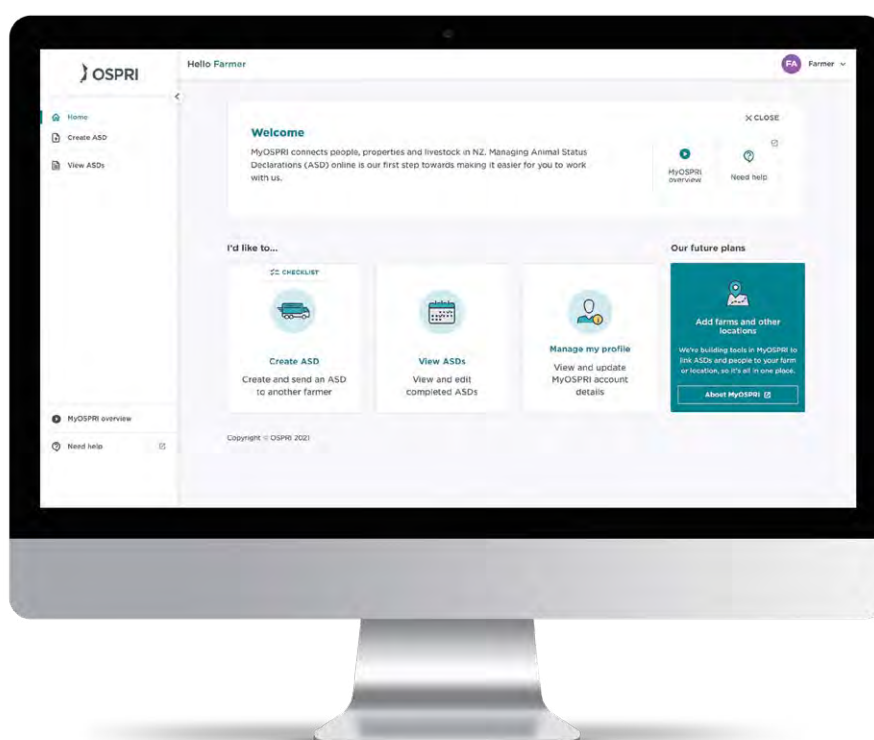 OSPRI
Hello Farmer
FA
Farmer
Home
Create ASD
View ASDs
MyOSPRI overview
Need help
Welcome
MyOSPRI connects people, properties and livestock in NZ. Managing Animal Status
Declarations (ASD) online is our first step towards making it easier for you to work
with us.
CLOSE
MyOSPRI
overview
Need help
I'd like to...
CHECKLIST
Create ASD
Create and send an ASD
to another farmer
View ASDs
View and edit
completed ASDs
Manage my profile
View and update
MyOSPRI account
details
Our future plans
Add farms and other
locations
We're building tools in MyOSPRI to
link ASDs and people to your farm
or location, so it's all in one place.
About MyOSPRI
Copyright © OSPRI 2021